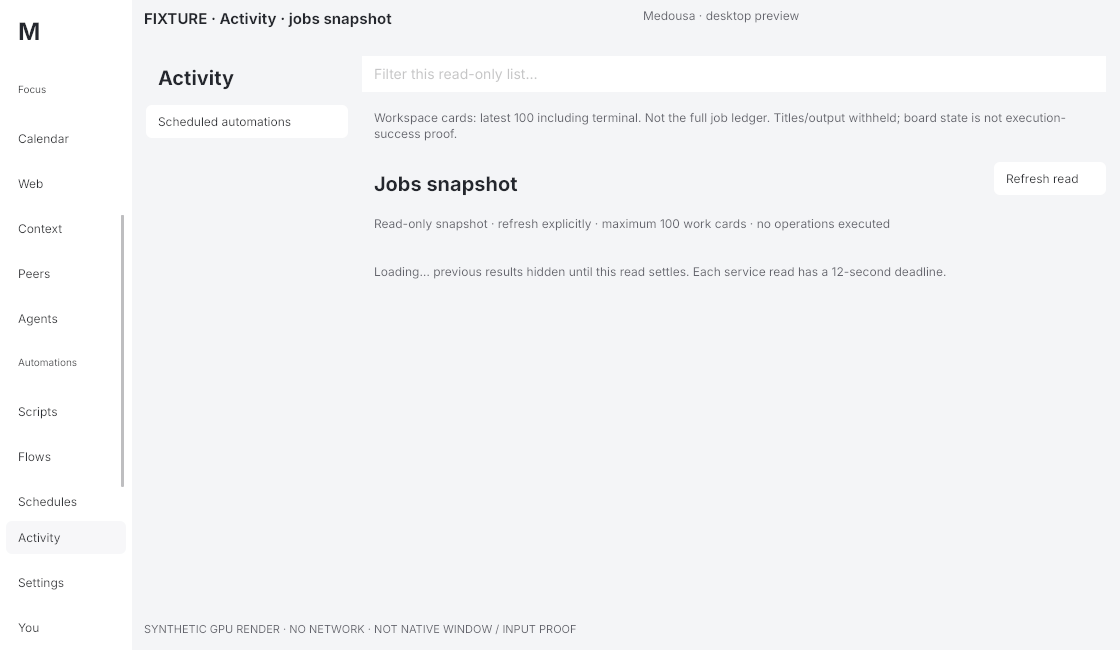 M
Focus
Calendar
Web
Context
Peers
Agents
Automations
Scripts
Flows
Schedules
Activity
Settings
You
FIXTURE · Activity · jobs snapshot
Medousa · desktop preview
Activity
Scheduled automations
Filter this read-only list...
Workspace cards: latest 100 including terminal. Not the full job ledger. Titles/output withheld; board state is not execution-
success proof.
Jobs snapshot
Refresh read
Read-only snapshot · refresh explicitly · maximum 100 work cards · no operations executed
Loading... previous results hidden until this read settles. Each service read has a 12-second deadline.
SYNTHETIC GPU RENDER · NO NETWORK · NOT NATIVE WINDOW / INPUT PROOF